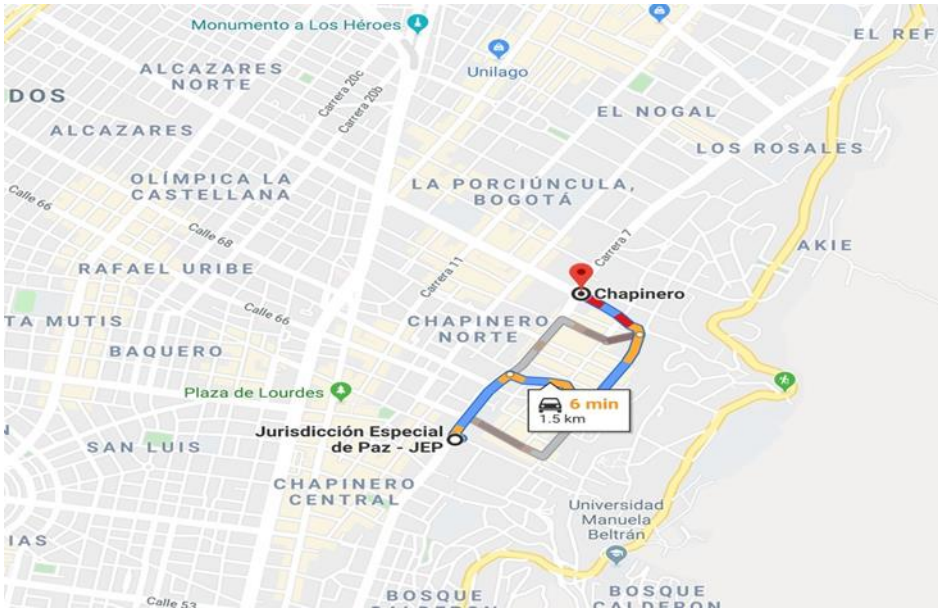 Monumento a Los Héroes
EL REF
Unilago
ALCAZARES
NORTE
Carrera 20c
Carrera 20b
DOS
EL NOGAL
ALCAZARES
LOS ROSALES
OLÍMPICA LA
CASTELLANA
LA PORCIÚNCULA,
BOGOTÁ
Calle 66
Calle 68
Carrera 7
AKIE
RAFAEL URIBE
Carrera 11
Chapinero
TA MUTIS
Calle 66
CHAPINERO
NORTE
BAQUERO
Plaza de Lourdes
6 min
1.5 km
Jurisdicción Especial
de Paz - JEP
SAN LUIS
CHAPINERO
CENTRAL
Universidad
Manuela
Beltrán
IAS
BOSQUE
CALDERON
BOSQUE
CALDERON
Calle 53